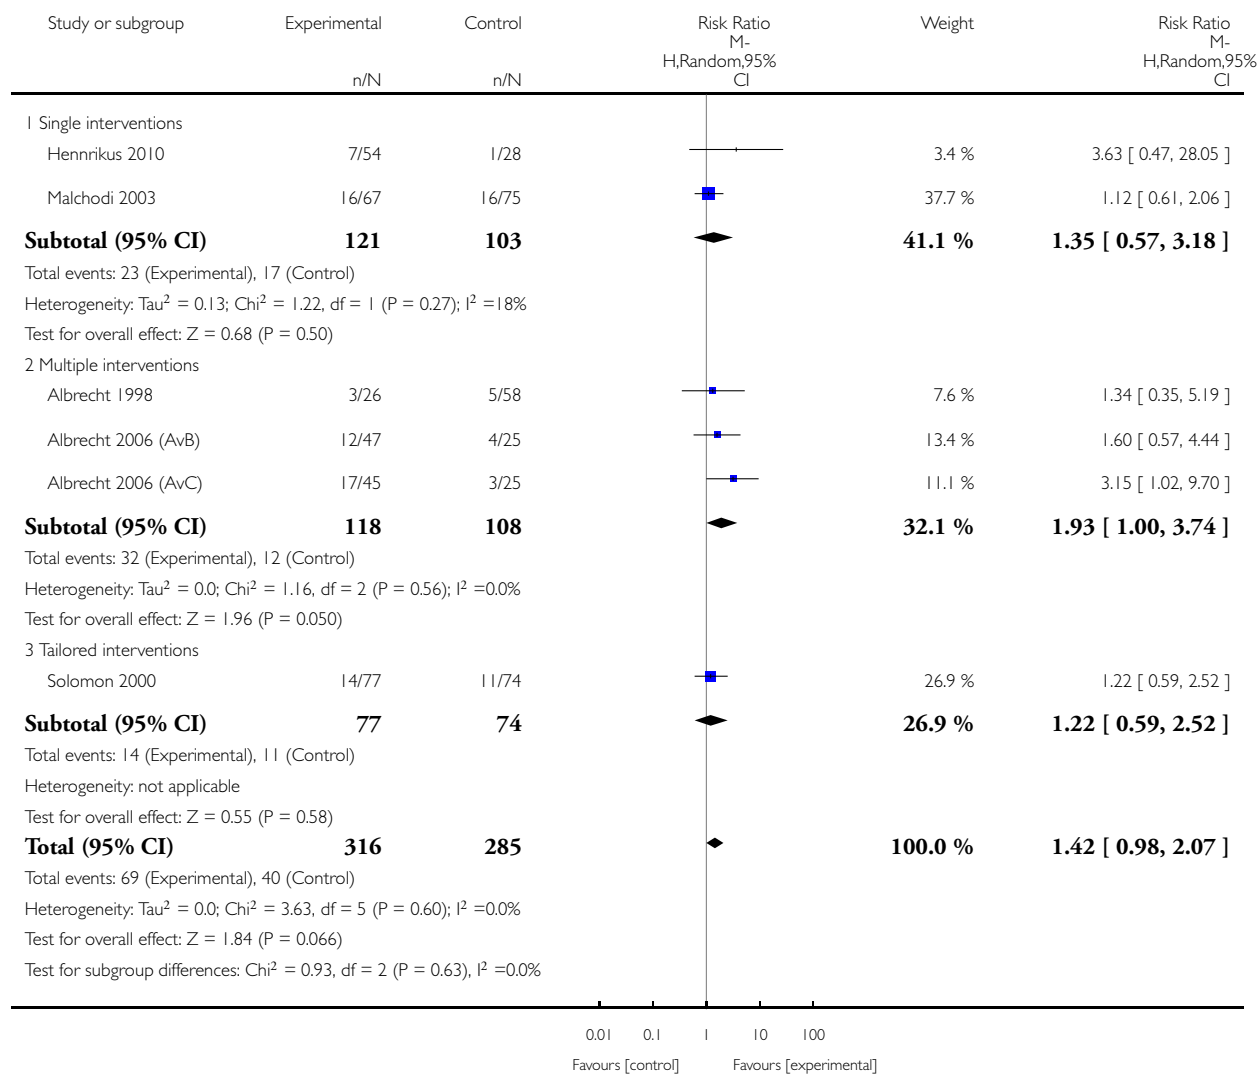 Study or subgroup Experimental Control Risk Ratio Weight Risk Ratio
M- M-
H,Random,95% H,Random,95%
n/N n/N CI CI
1 Single interventions
Hennrikus 2010 7/54 1/28 3.4 % 3.63 [ 0.47, 28.05 ]
Malchodi 2003 16/67 16/75 37.7 % 1.12 [ 0.61, 2.06 ]
Subtotal (95% CI) 121 103 41.1 % 1.35 [ 0.57, 3.18 ]
Total events: 23 (Experimental), 17 (Control)
Heterogeneity: Tau² = 0.13; Chi² = 1.22, df = 1 (P = 0.27); I² =18%
Test for overall effect: Z = 0.68 (P = 0.50)
2 Multiple interventions
Albrecht 1998 3/26 5/58 7.6 % 1.34 [ 0.35, 5.19 ]
Albrecht 2006 (AvB) 12/47 4/25 13.4 % 1.60 [ 0.57, 4.44 ]
Albrecht 2006 (AvC) 17/45 3/25 11.1 % 3.15 [ 1.02, 9.70 ]
Subtotal (95% CI) 118 108 32.1 % 1.93 [ 1.00, 3.74 ]
Total events: 32 (Experimental), 12 (Control)
Heterogeneity: Tau² = 0.0; Chi² = 1.16, df = 2 (P = 0.56); I² =0.0%
Test for overall effect: Z = 1.96 (P = 0.050)
3 Tailored interventions
Solomon 2000 14/77 11/74 26.9 % 1.22 [ 0.59, 2.52 ]
Subtotal (95% CI) 77 74 26.9 % 1.22 [ 0.59, 2.52 ]
Total events: 14 (Experimental), 11 (Control)
Heterogeneity: not applicable
Test for overall effect: Z = 0.55 (P = 0.58)
Total (95% CI) 316 285 100.0 % 1.42 [ 0.98, 2.07 ]
Total events: 69 (Experimental), 40 (Control)
Heterogeneity: Tau² = 0.0; Chi² = 3.63, df = 5 (P = 0.60); I² =0.0%
Test for overall effect: Z = 1.84 (P = 0.066)
Test for subgroup differences: Chi² = 0.93, df = 2 (P = 0.63), I² =0.0%
0.01 0.1 1 10 100
Favours [control] Favours [experimental]